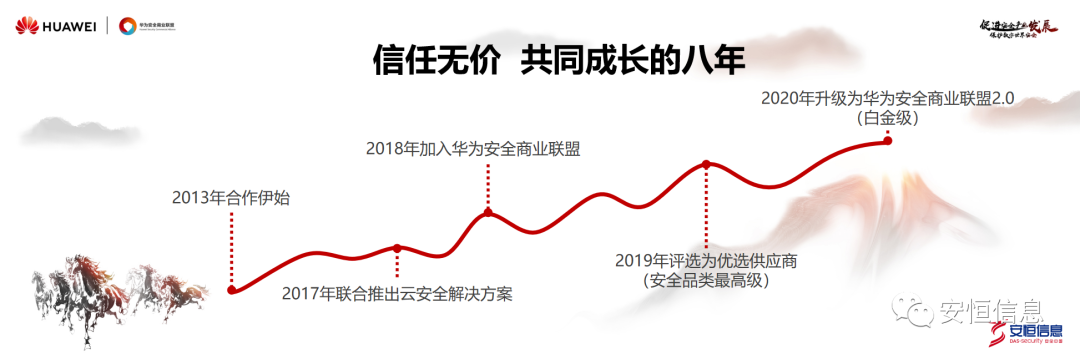 HUAWEI
华为安全商业联盟
促进安全产业发展
保护数字世界安全
信任无价 共同成长的八年
2020年升级为华为安全商业联盟2.0
（白金级）
2018年加入华为安全商业联盟
2013年合作伊始
2019年评选为优选供应商
（安全品类最高级）
2017年联合推出云安全解决方案
安恒信息
安恒信息
DAS-security